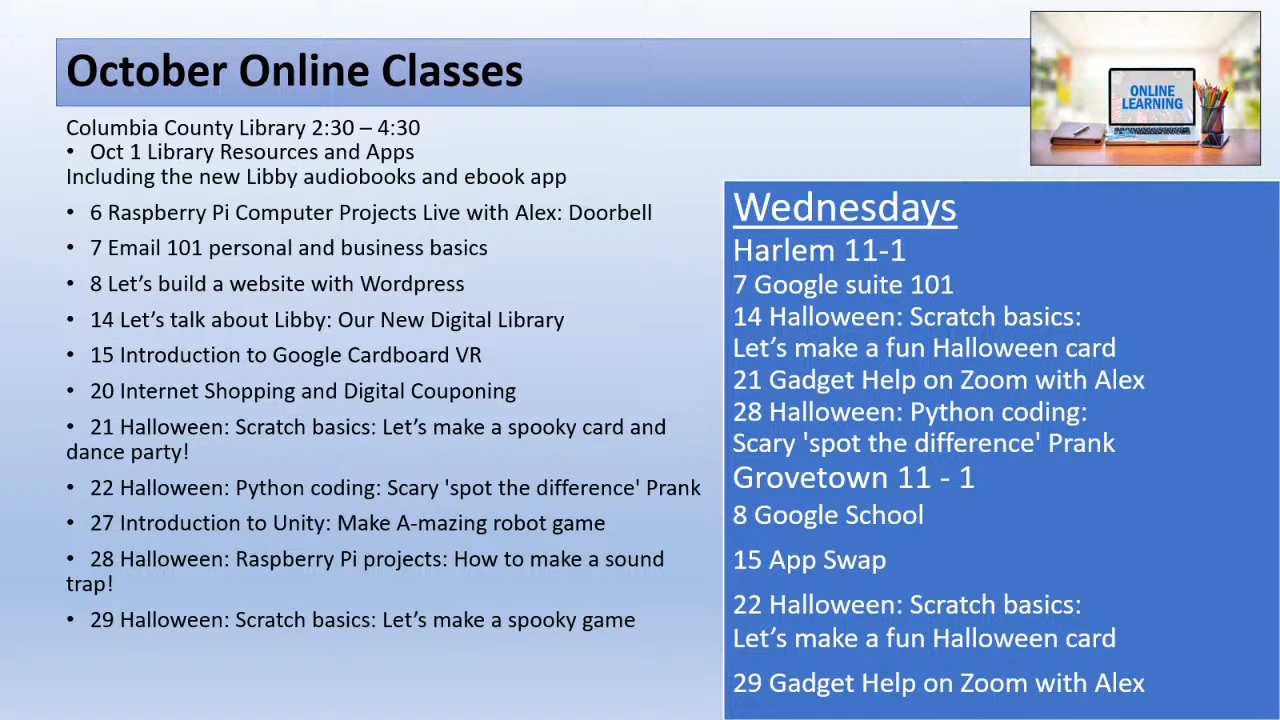 October Online Classes
ONLINE
LEARNING
Columbia County Library 2:30 – 4:30
• Oct 1 Library Resources and Apps
Including the new Libby audiobooks and ebook app
• 6 Raspberry Pi Computer Projects Live with Alex: Doorbell
• 7 Email 101 personal and business basics
• 8 Let’s build a website with Wordpress
• 14 Let’s talk about Libby: Our New Digital Library
• 15 Introduction to Google Cardboard VR
• 20 Internet Shopping and Digital Couponing
• 21 Halloween: Scratch basics: Let’s make a spooky card and
dance party!
• 22 Halloween: Python coding: Scary 'spot the difference' Prank
• 27 Introduction to Unity: Make A-mazing robot game
• 28 Halloween: Raspberry Pi projects: How to make a sound
trap!
• 29 Halloween: Scratch basics: Let’s make a spooky game
Wednesdays
Harlem 11-1
7 Google suite 101
14 Halloween: Scratch basics:
Let’s make a fun Halloween card
21 Gadget Help on Zoom with Alex
28 Halloween: Python coding:
Scary 'spot the difference' Prank
Grovetown 11 - 1
8 Google School
15 App Swap
22 Halloween: Scratch basics:
Let’s make a fun Halloween card
29 Gadget Help on Zoom with Alex